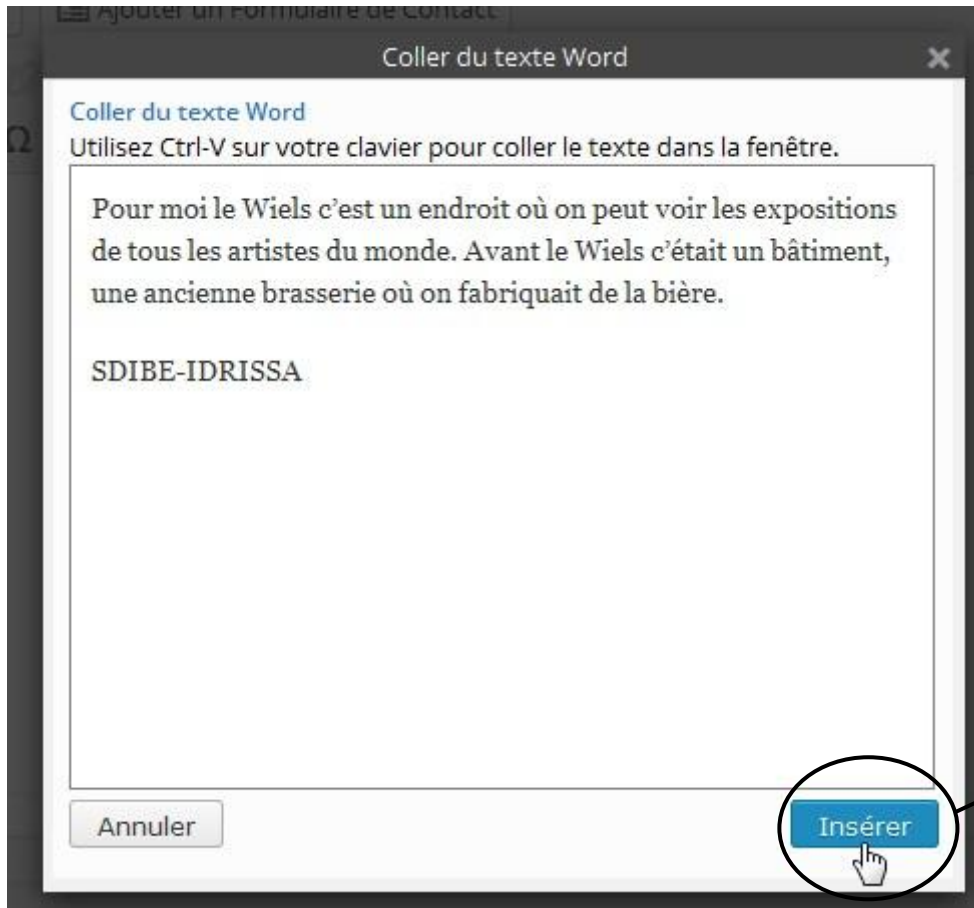 Ajouter un Formulaire de Contact
Coller du texte Word
Coller du texte Word
Utilisez Ctrl-V sur votre clavier pour coller le texte dans la fenêtre.
Ω
Pour moi le Wiels c’est un endroit où on peut voir les expositions
de tous les artistes du monde. Avant le Wiels c’était un bâtiment,
une ancienne brasserie où on fabriquait de la bière.
SDIBE-IDRISSA
Annuler
Insérer